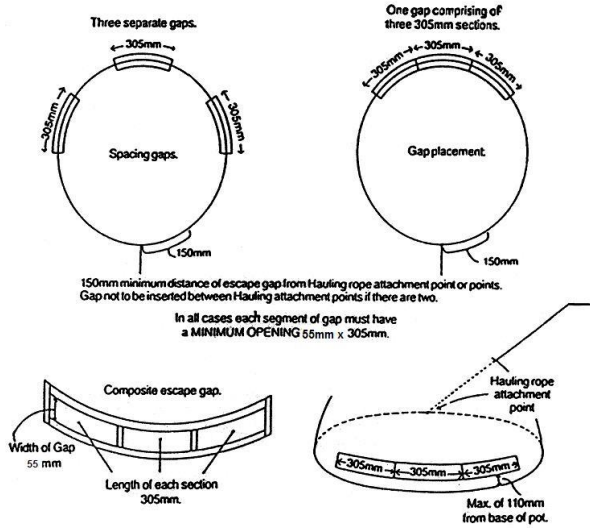 Three separate gaps.
305mm
305mm
305mm
Spacing gaps.
150mm
One gap comprising of
three 305mm sections.
305mm
305mm
305mm
Gap placement.
150mm
150mm minimum distance of escape gap from Hauling rope attachment point or points.
Gap not to be inserted between Hauling attachment points if there are two.
In all cases each segment of gap must have
a MINIMUM OPENING 55mm x 305mm.
Composite escape gap.
Width of Gap
55 mm
Length of each section
305mm.
Hauling rope
attachment
point
305mm
305mm
305mm
Max. of 110mm
from base of pot.